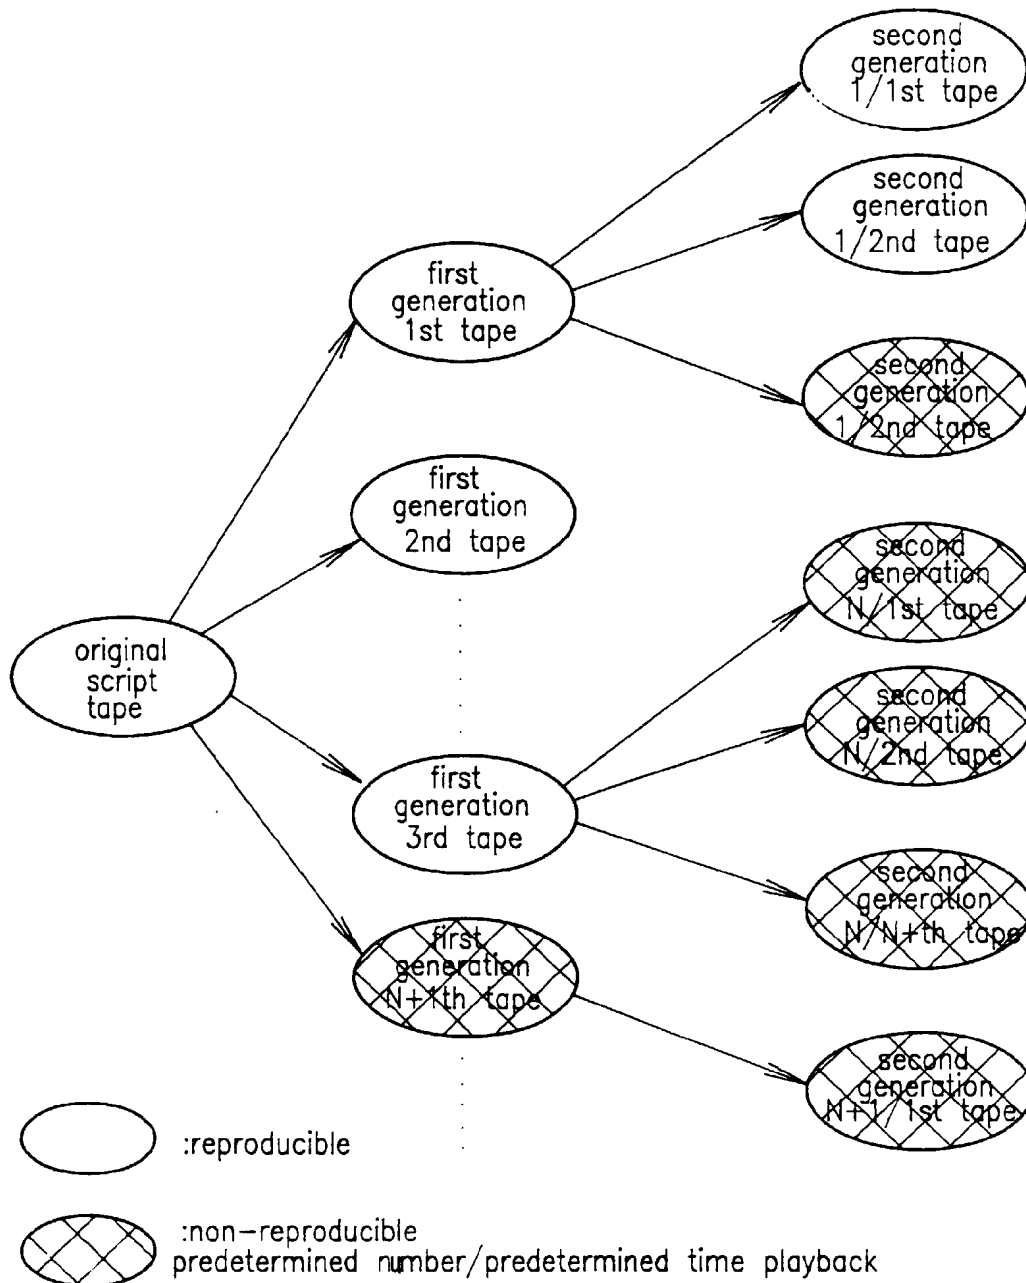 second
generation
1/1st tape
second
generation
1/2nd tape
first
generation
1st tape
second
generation
1/2nd tape
first
generation
2nd tape
second
generation
N/1st tape
original
script
tape
second
generation
N/2nd tape
first
generation
3rd tape
second
generation
N/N+th tape
first
generation
N+1th tape
second
generation
N+1/1st tape
:reproducible
:non-reproducible
predetermined number/predetermined time playback